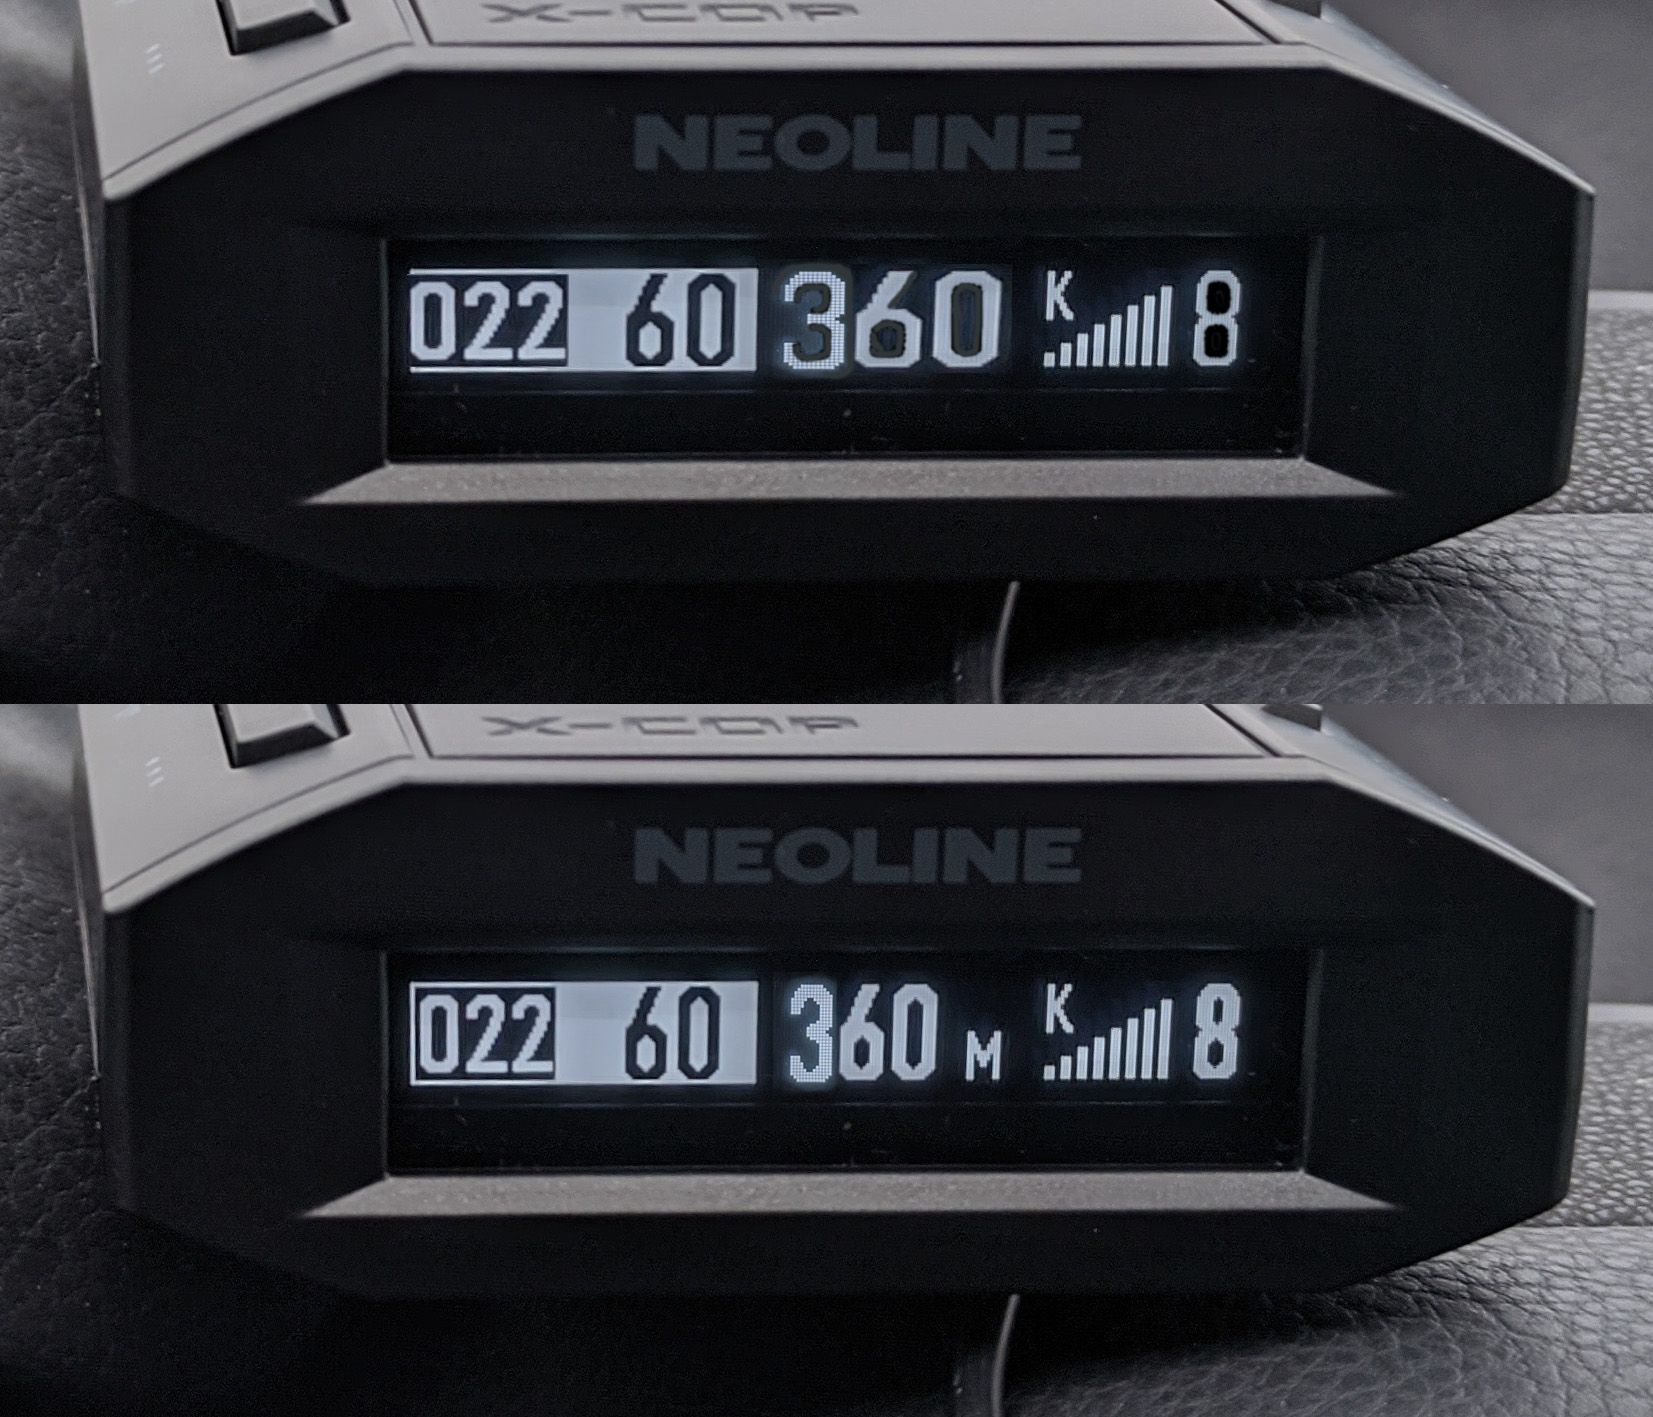 X-COP
NEOLINE
022 60 360 K 8
X-COP
NEOLINE
022 60 360 М K 8